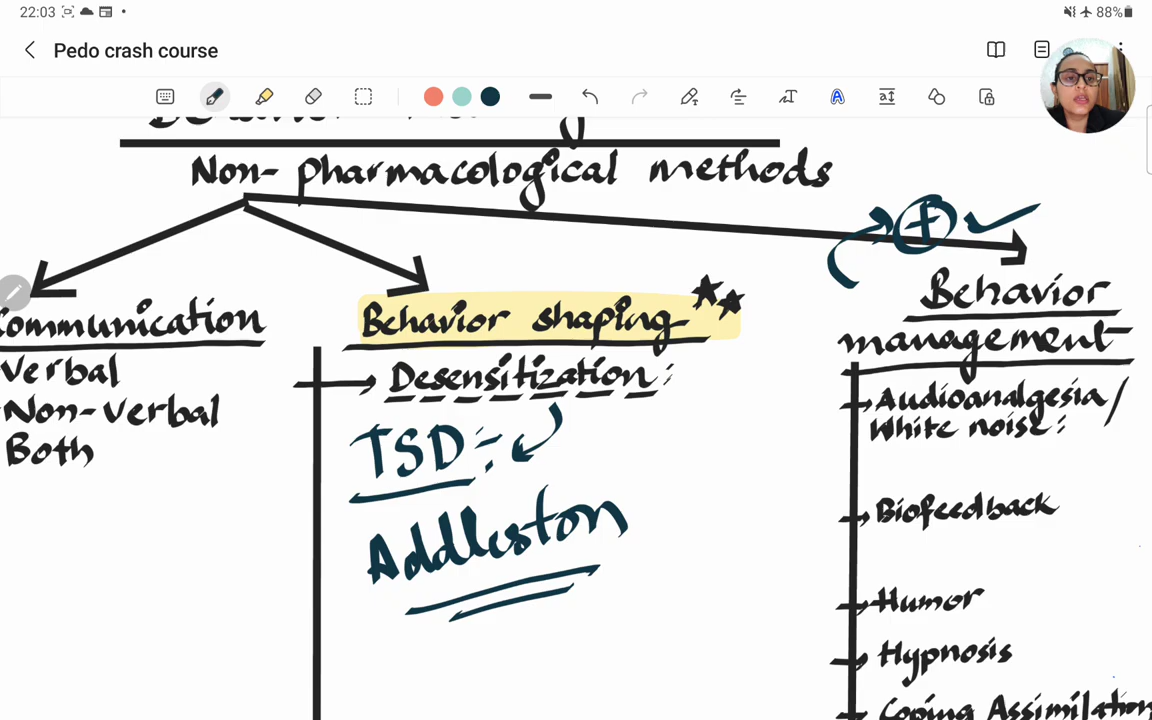 22:03
88%
Pedo crash course
Non-pharmacological methods
Communication
Verbal
Non-Verbal
Both
Behavior shaping
Desensitization:
TSD:-
Addleston
+
Behavior
management
Audioanalgesia/
White noise:
Biofeedback
Humor
Hypnosis
Coping Assimilation